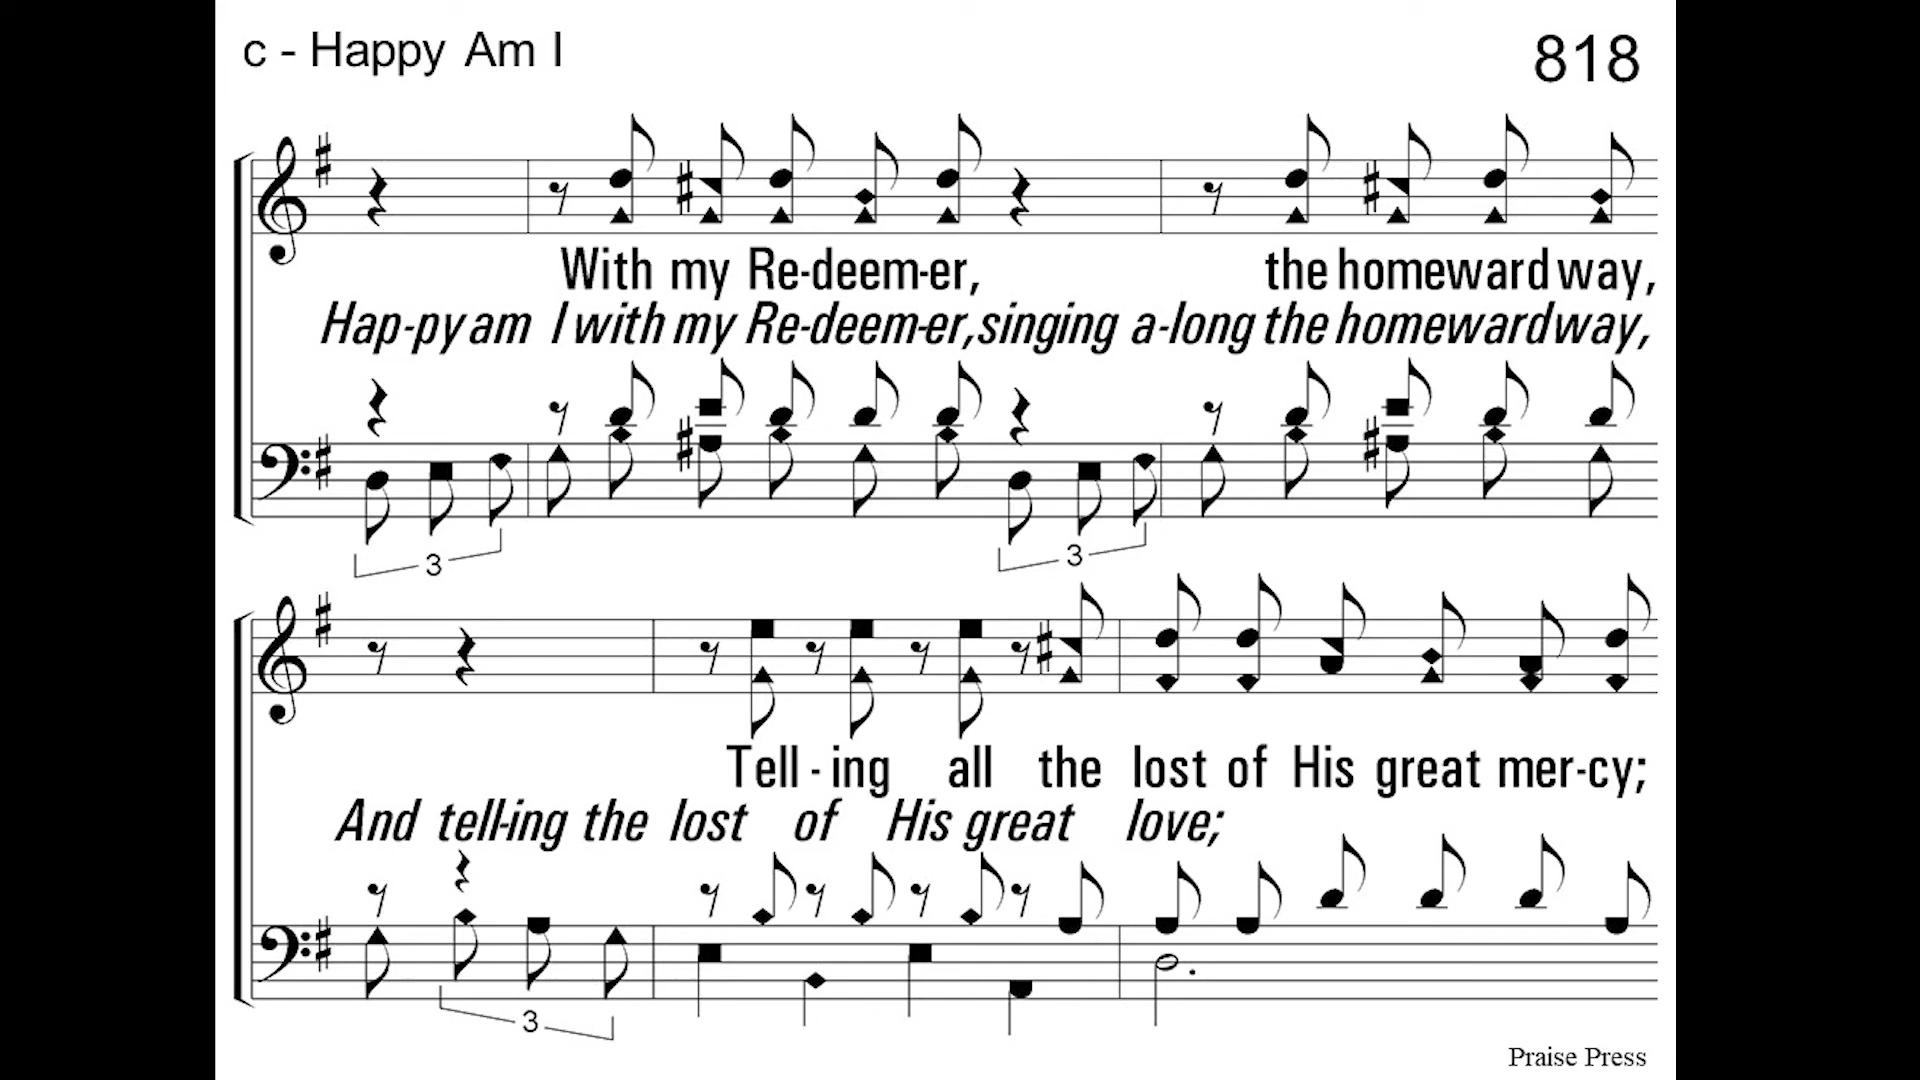 c - Happy Am I
818
With my Re-deem-er, the homeward way,
Hap-py am I with my Re-deem-er, singing a-long the homeward way,
3 3
Tell - ing all the lost of His great mer-cy;
And tell-ing the lost of His great love;
3
Praise Press